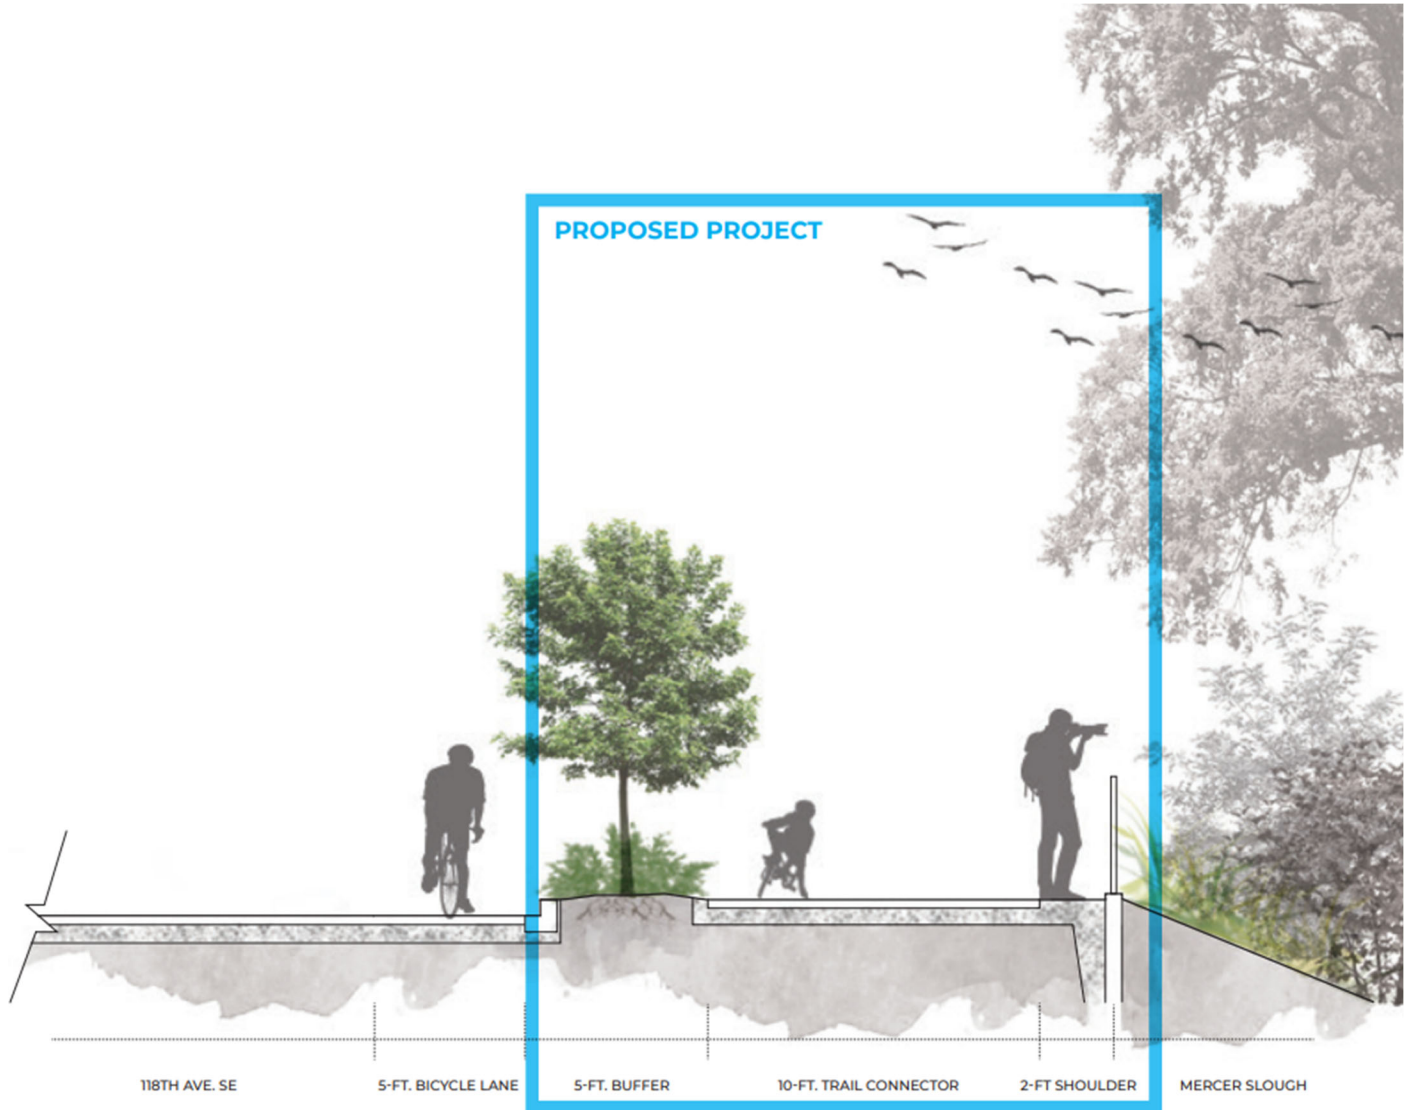 PROPOSED PROJECT
118TH AVE. SE
5-FT. BICYCLE LANE
5-FT. BUFFER
10-FT. TRAIL CONNECTOR
2-FT SHOULDER
MERCER SLOUGH